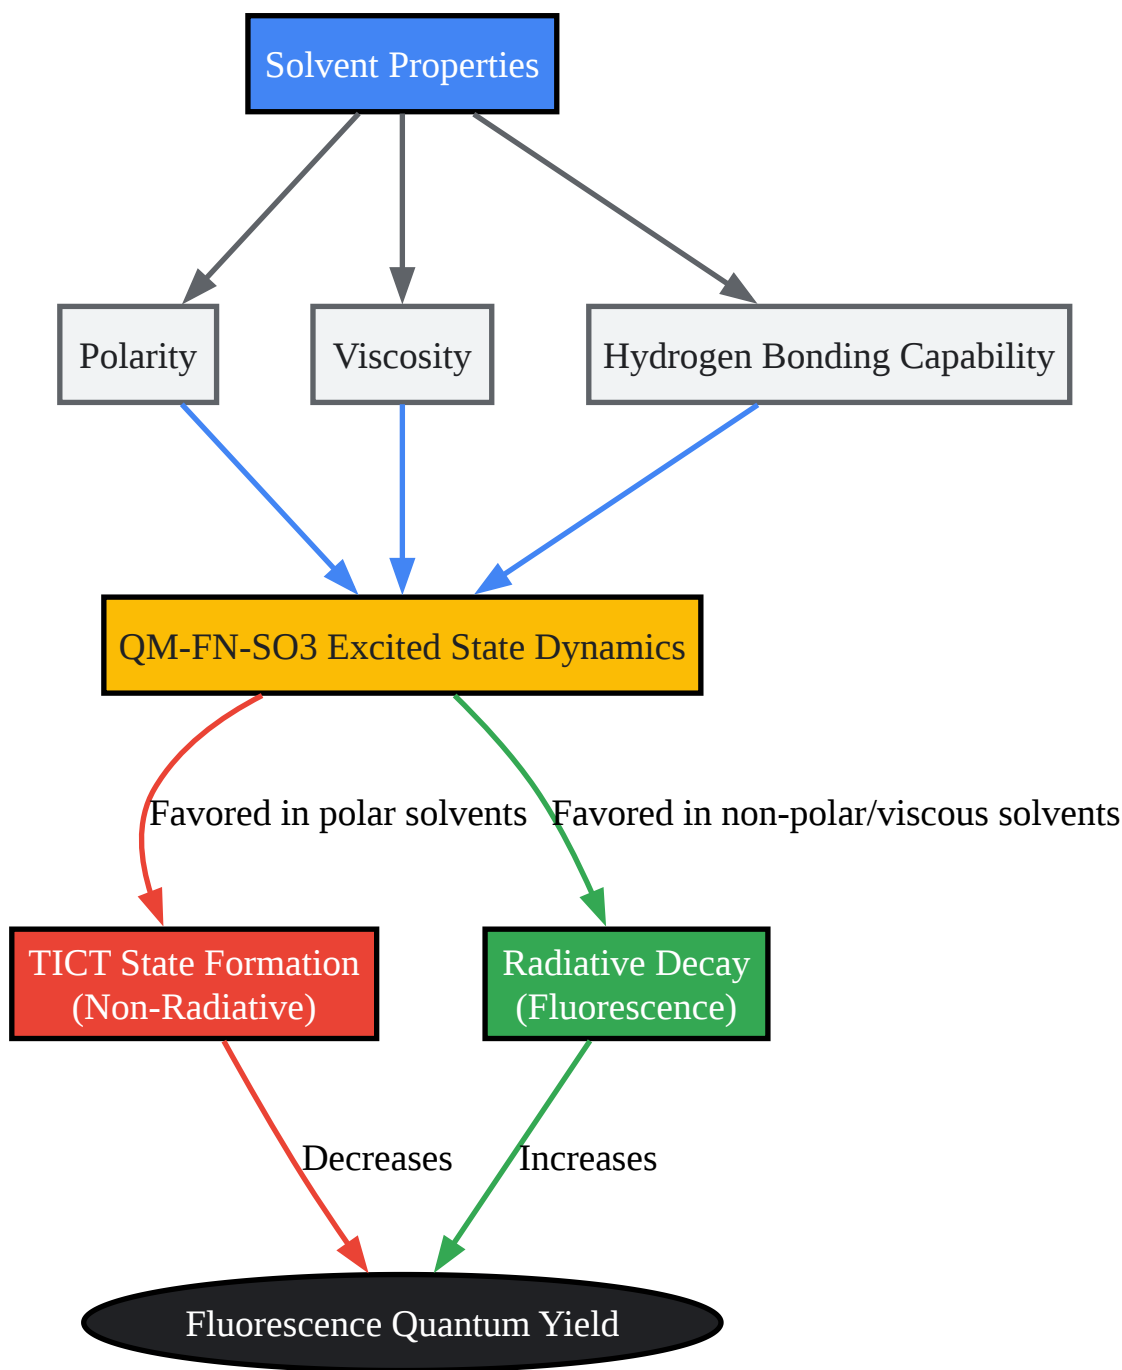 Solvent Properties
Polarity
Viscosity
Hydrogen Bonding Capability
QM-FN-SO3 Excited State Dynamics
Favored in polar solvents
Favored in non-polar/viscous solvents
TICT State Formation
(Non-Radiative)
Radiative Decay
(Fluorescence)
Decreases
Increases
Fluorescence Quantum Yield